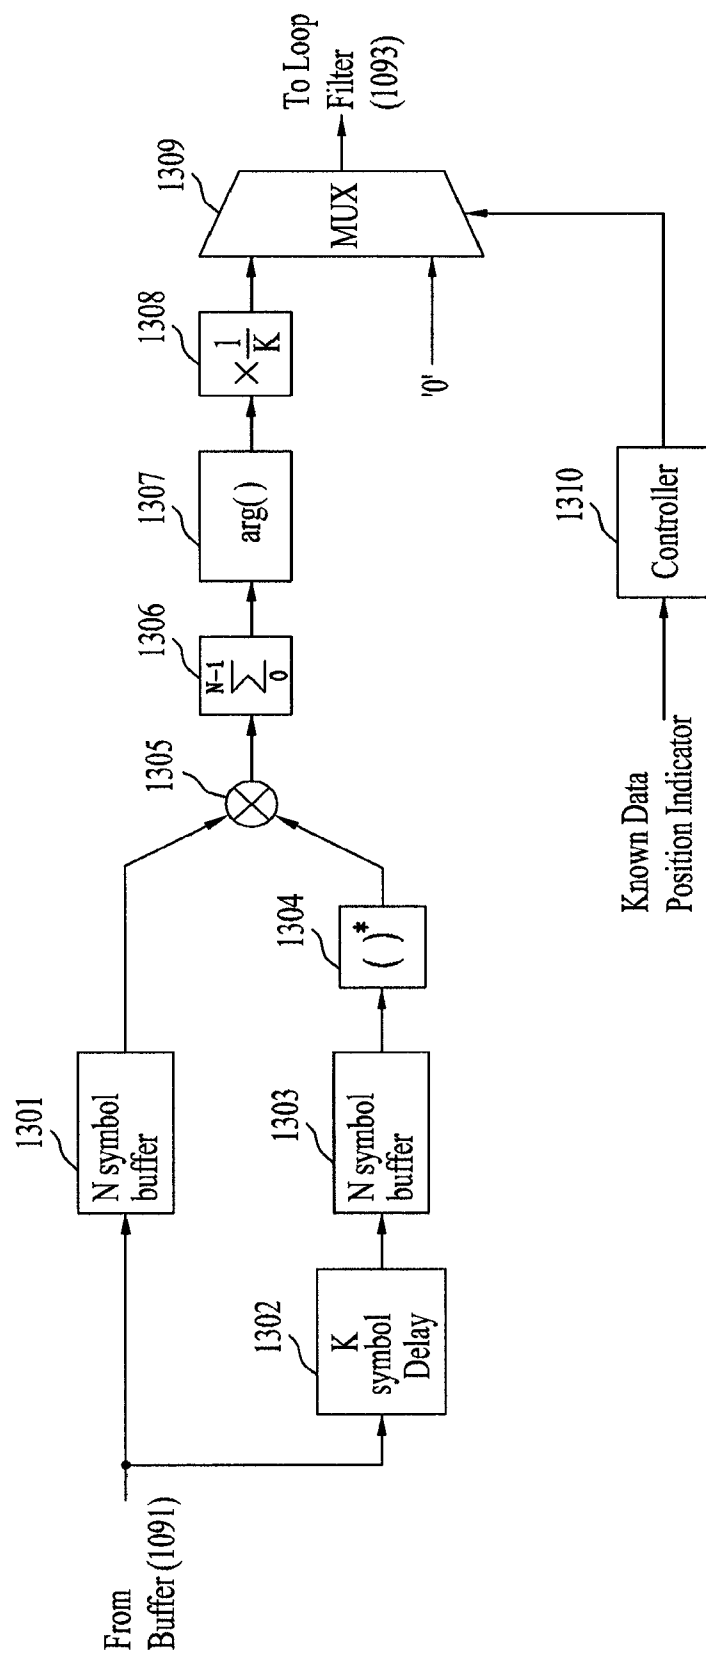 From
Buffer (1091)
1301
N symbol
buffer
1302
K
symbol
Delay
1303
N symbol
buffer
1304
( )*
1305
1306
N-1
∑
0
1307
arg( )
1308
× 1/K
1309
MUX
To Loop
Filter
(1093)
'0'
1310
Controller
Known Data
Position Indicator